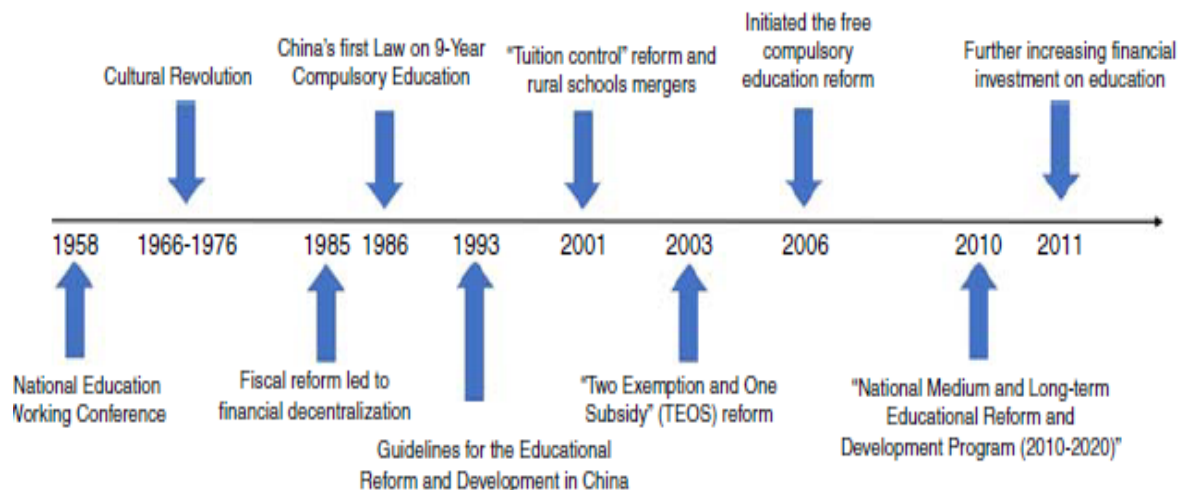 Cultural Revolution
China's first Law on 9-Year
Compulsory Education
"Tuition control" reform and
rural schools mergers
Initiated the free
compulsory
education reform
Further increasing financial
investment on education
1958 1966-1976 1985 1986 1993 2001 2003 2006 2010 2011
National Education
Working Conference
Fiscal reform led to
financial decentralization
Guidelines for the Educational
Reform and Development in China
"Two Exemption and One
Subsidy" (TEOS) reform
"National Medium and Long-term
Educational Reform and
Development Program (2010-2020)"